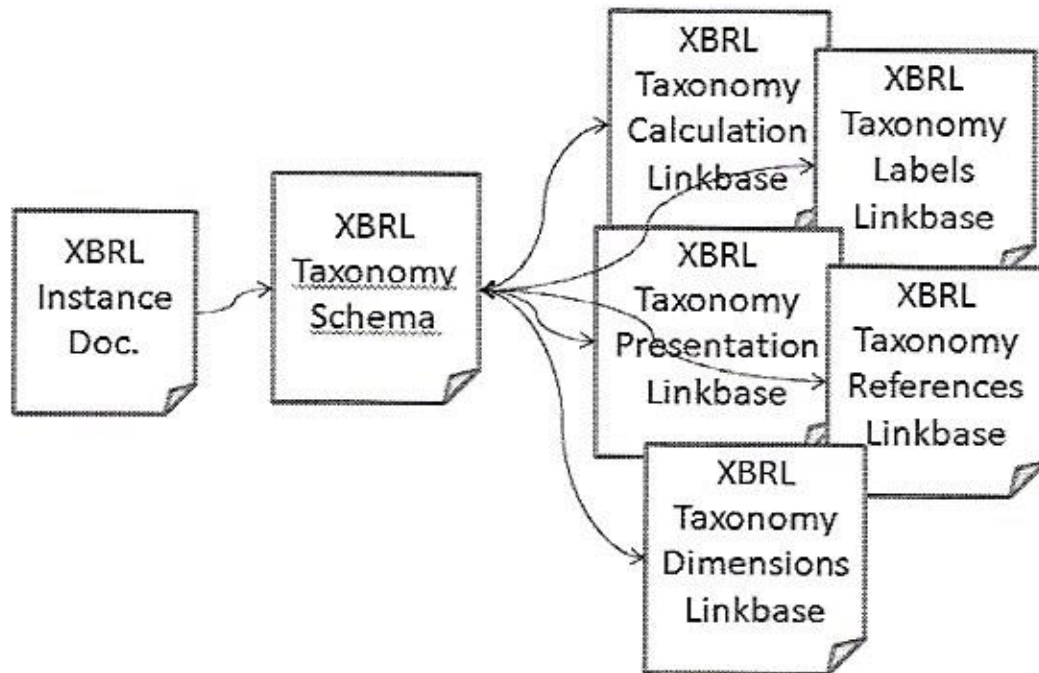 XBRL
Instance
Doc.
XBRL
Taxonomy
Schema
XBRL
Taxonomy
Calculation
Linkbase
XBRL
Taxonomy
Labels
Linkbase
XBRL
Taxonomy
Presentation
Linkbase
XBRL
Taxonomy
References
Linkbase
XBRL
Taxonomy
Dimensions
Linkbase